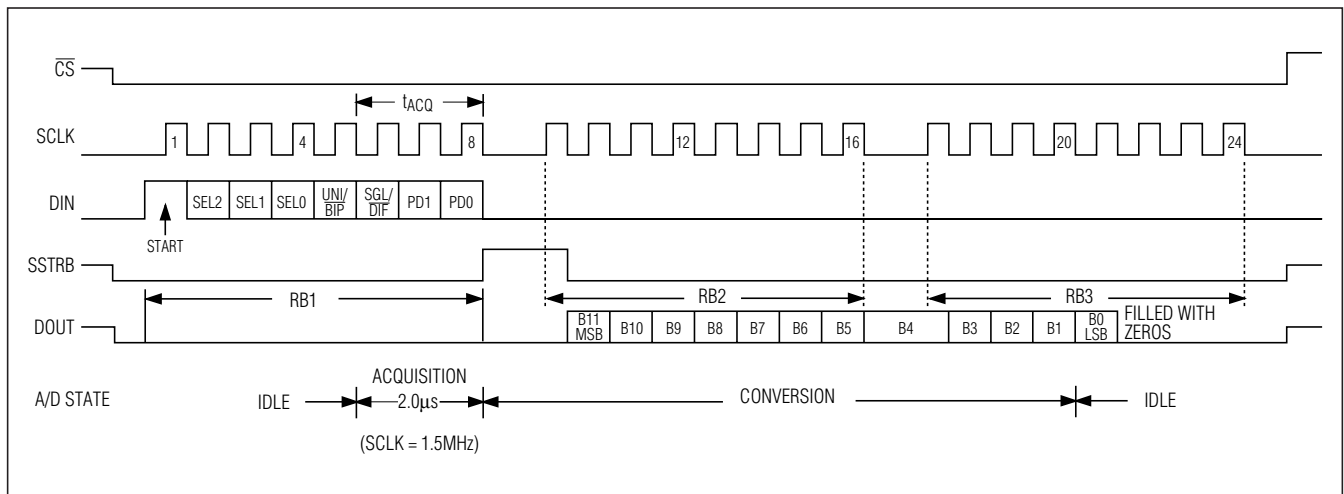 CS
tACQ
SCLK 1 4 8 12 16 20 24
DIN SEL2 SEL1 SEL0 UNI/ BIP SGL/ DIF PD1 PD0
START
SSTRB
RB1 RB2 RB3
DOUT B11 MSB B10 B9 B8 B7 B6 B5 B4 B3 B2 B1 B0 LSB FILLED WITH ZEROS
A/D STATE IDLE ACQUISITION 2.0µs CONVERSION IDLE
(SCLK = 1.5MHz)